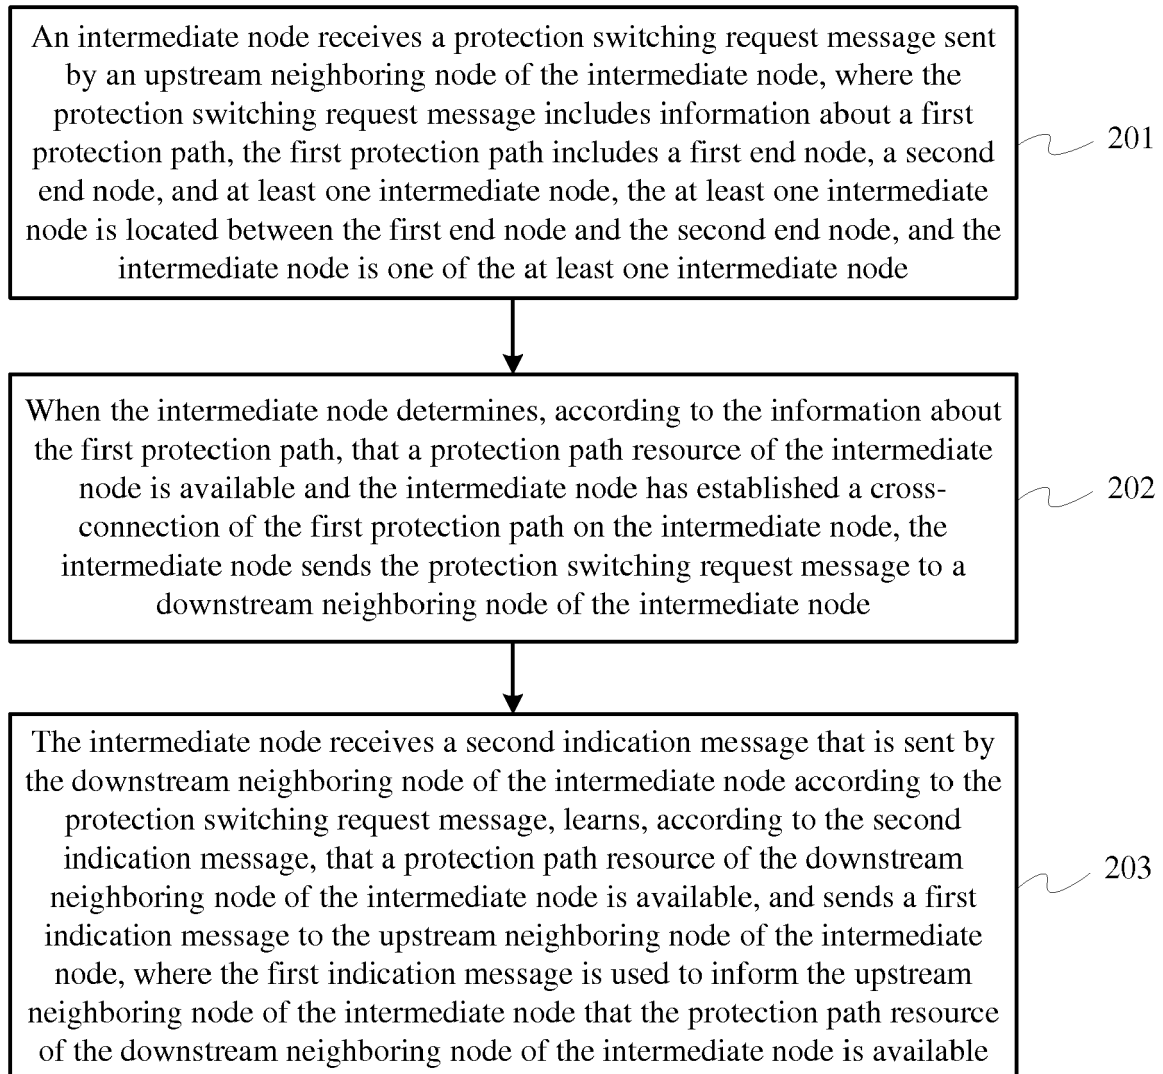 An intermediate node receives a protection switching request message sent
by an upstream neighboring node of the intermediate node, where the
protection switching request message includes information about a first
protection path, the first protection path includes a first end node, a second
end node, and at least one intermediate node, the at least one intermediate
node is located between the first end node and the second end node, and the
intermediate node is one of the at least one intermediate node
201
When the intermediate node determines, according to the information about
the first protection path, that a protection path resource of the intermediate
node is available and the intermediate node has established a cross-
connection of the first protection path on the intermediate node, the
intermediate node sends the protection switching request message to a
downstream neighboring node of the intermediate node
202
The intermediate node receives a second indication message that is sent by
the downstream neighboring node of the intermediate node according to the
protection switching request message, learns, according to the second
indication message, that a protection path resource of the downstream
neighboring node of the intermediate node is available, and sends a first
indication message to the upstream neighboring node of the intermediate
node, where the first indication message is used to inform the upstream
neighboring node of the intermediate node that the protection path resource
of the downstream neighboring node of the intermediate node is available
203